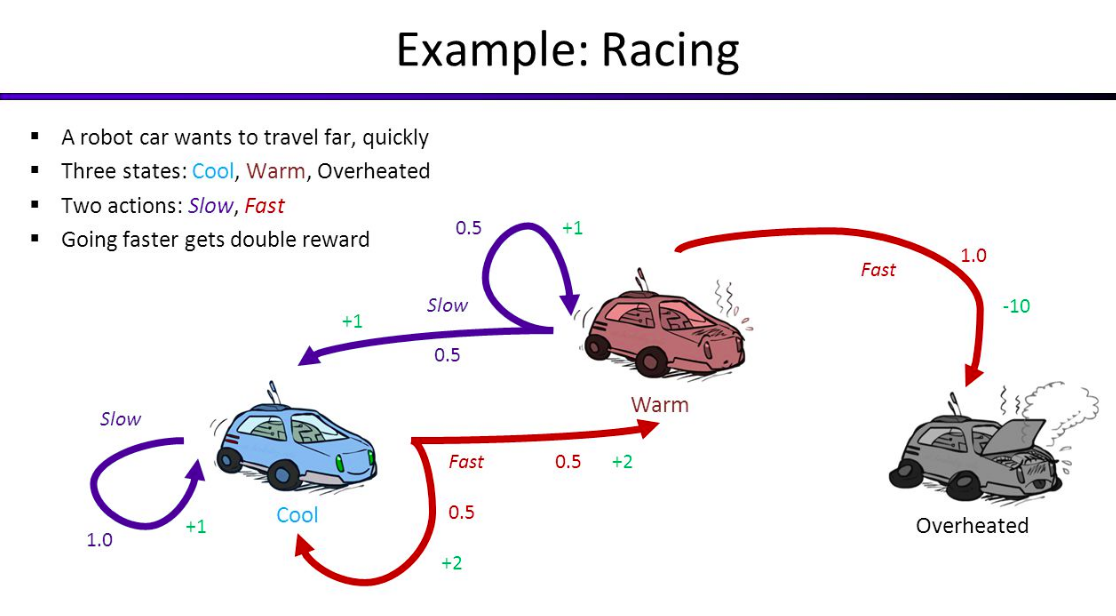 Example: Racing
▪ A robot car wants to travel far, quickly
▪ Three states: Cool, Warm, Overheated
▪ Two actions: Slow, Fast
▪ Going faster gets double reward
0.5
+1
Slow
+1
0.5
Fast
1.0
-10
Warm
Slow
1.0
+1
Cool
Fast
0.5
+2
0.5
+2
Overheated